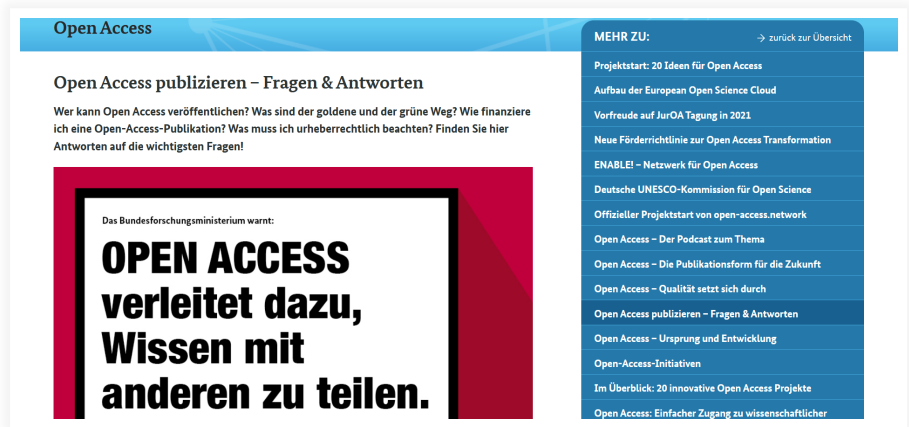 Open Access
Open Access publizieren – Fragen & Antworten
Wer kann Open Access veröffentlichen? Was sind der goldene und der grüne Weg? Wie finanziere
ich eine Open-Access-Publikation? Was muss ich urheberrechtlich beachten? Finden Sie hier
Antworten auf die wichtigsten Fragen!
Das Bundesforschungsministerium warnt:
OPEN ACCESS
verleitet dazu,
Wissen mit
anderen zu teilen.
MEHR ZU:
→ zurück zur Übersicht
Projektstart: 20 Ideen für Open Access
Aufbau der European Open Science Cloud
Vorfreude auf JurOA Tagung in 2021
Neue Förderrichtlinie zur Open Access Transformation
ENABLE! – Netzwerk für Open Access
Deutsche UNESCO-Kommission für Open Science
Offizieller Projektstart von open-access.network
Open Access – Der Podcast zum Thema
Open Access – Die Publikationsform für die Zukunft
Open Access – Qualität setzt sich durch
Open Access publizieren – Fragen & Antworten
Open Access – Ursprung und Entwicklung
Open-Access-Initiativen
Im Überblick: 20 innovative Open Access Projekte
Open Access: Einfacher Zugang zu wissenschaftlicher